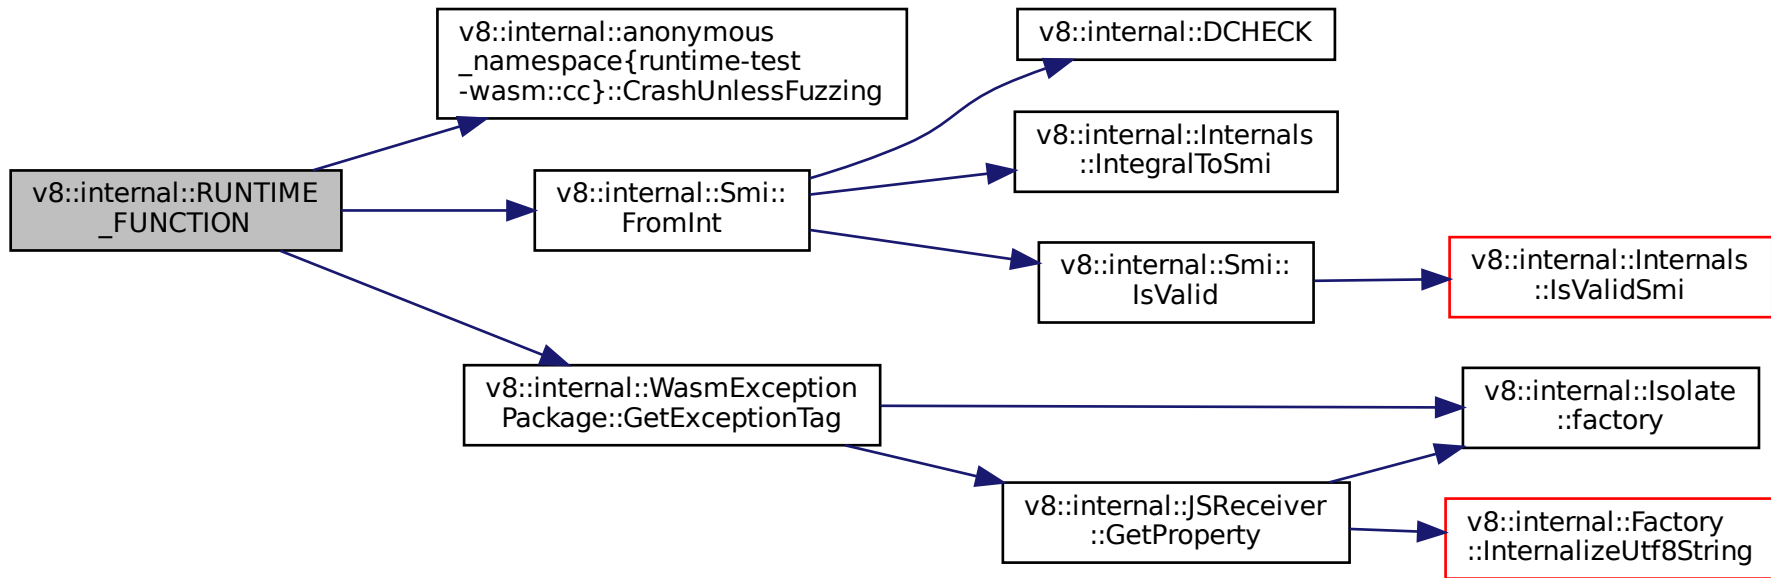 v8::internal::RUNTIME
_FUNCTION
v8::internal::anonymous
_namespace{runtime-test
-wasm::cc}::CrashUnlessFuzzing
v8::internal::Smi::
FromInt
v8::internal::WasmException
Package::GetExceptionTag
v8::internal::DCHECK
v8::internal::Internals
::IntegralToSmi
v8::internal::Smi::
IsValid
v8::internal::JSReceiver
::GetProperty
v8::internal::Internals
::IsValidSmi
v8::internal::Isolate
::factory
v8::internal::Factory
::InternalizeUtf8String